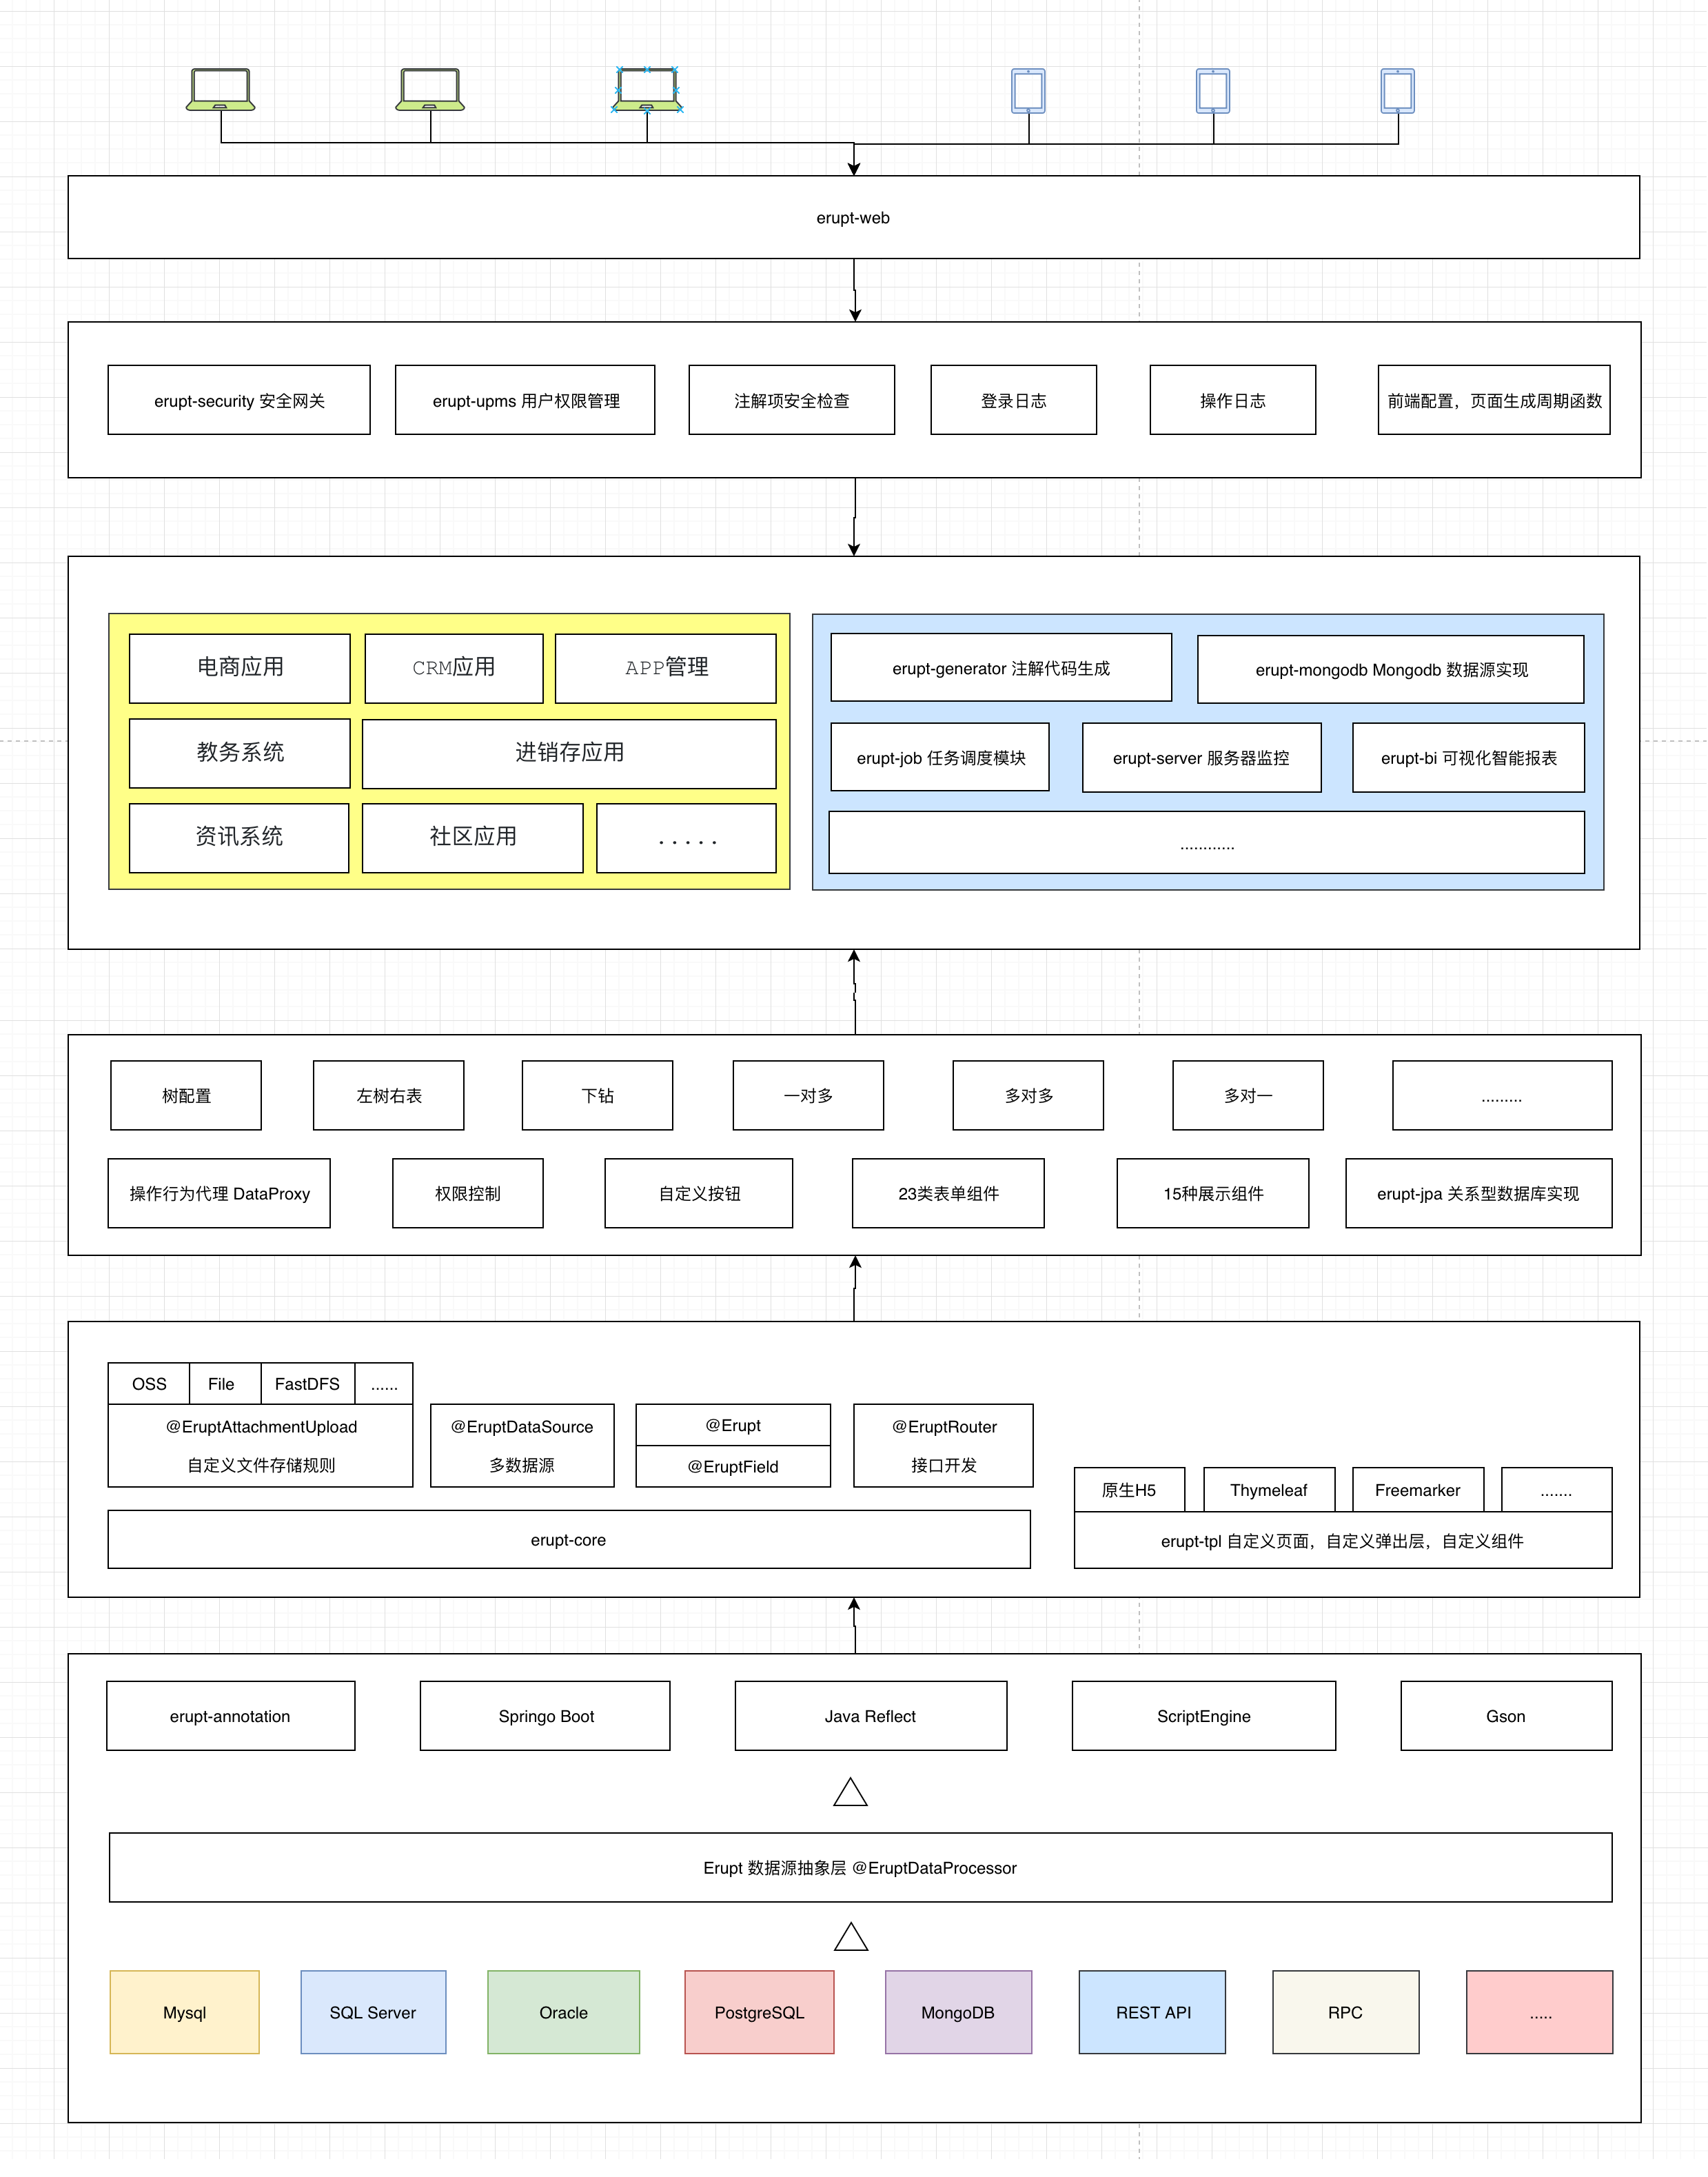 erupt-web
erupt-security 安全网关
erupt-upms 用户权限管理
注解项安全检查
登录日志
操作日志
前端配置，页面生成周期函数
电商应用
CRM应用
APP管理
教务系统
进销存应用
资讯系统
社区应用
.....
erupt-generator 注解代码生成
erupt-mongodb Mongodb 数据源实现
erupt-job 任务调度模块
erupt-server 服务器监控
erupt-bi 可视化智能报表
............
树配置
左树右表
下钻
一对多
多对多
多对一
.........
操作行为代理 DataProxy
权限控制
自定义按钮
23类表单组件
15种展示组件
erupt-jpa 关系型数据库实现
OSS
File
FastDFS
......
@EruptAttachmentUpload
自定义文件存储规则
@EruptDataSource
多数据源
@Erupt
@EruptField
@EruptRouter
接口开发
erupt-core
原生H5
Thymeleaf
Freemarker
.......
erupt-tpl 自定义页面，自定义弹出层，自定义组件
erupt-annotation
Springo Boot
Java Reflect
ScriptEngine
Gson
Erupt 数据源抽象层 @EruptDataProcessor
Mysql
SQL Server
Oracle
PostgreSQL
MongoDB
REST API
RPC
.....